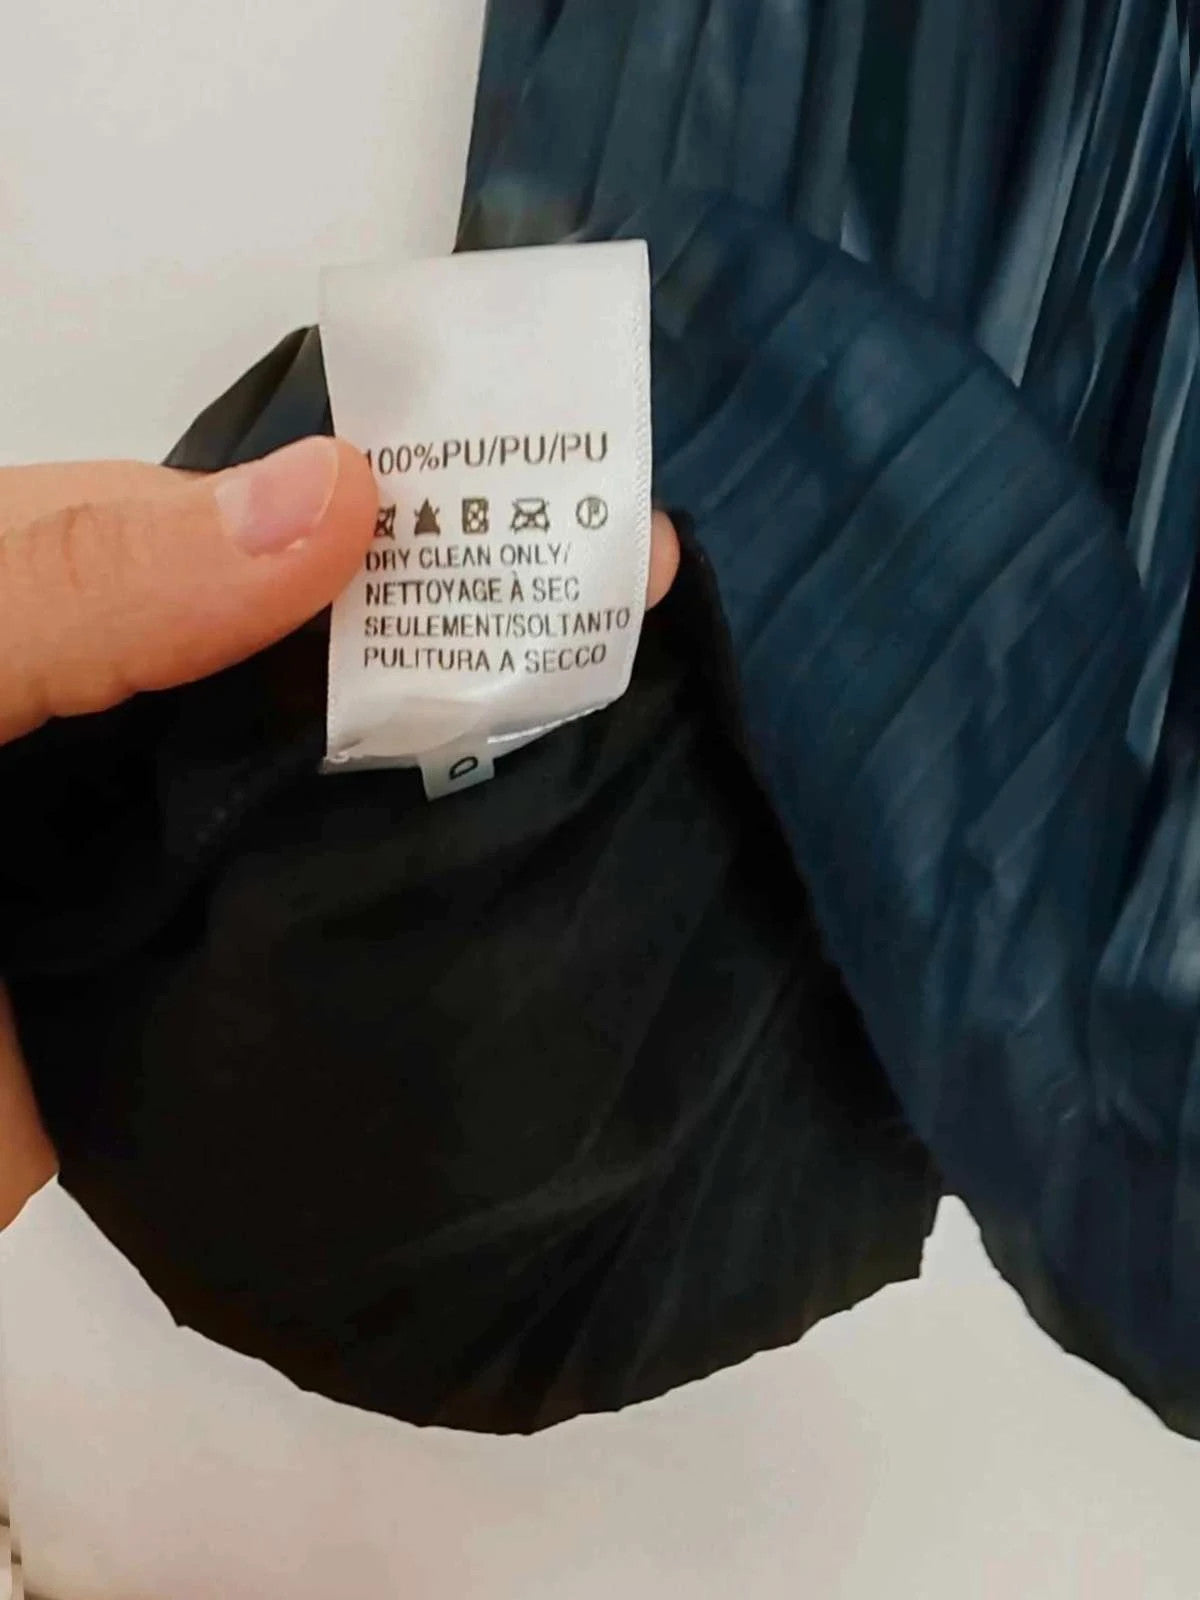 100%PU/PU/PU
P
DRY CLEAN ONLY/
NETTOYAGE À SEC
SEULEMENT/SOLTANTO
PULITURA A SECCO
D